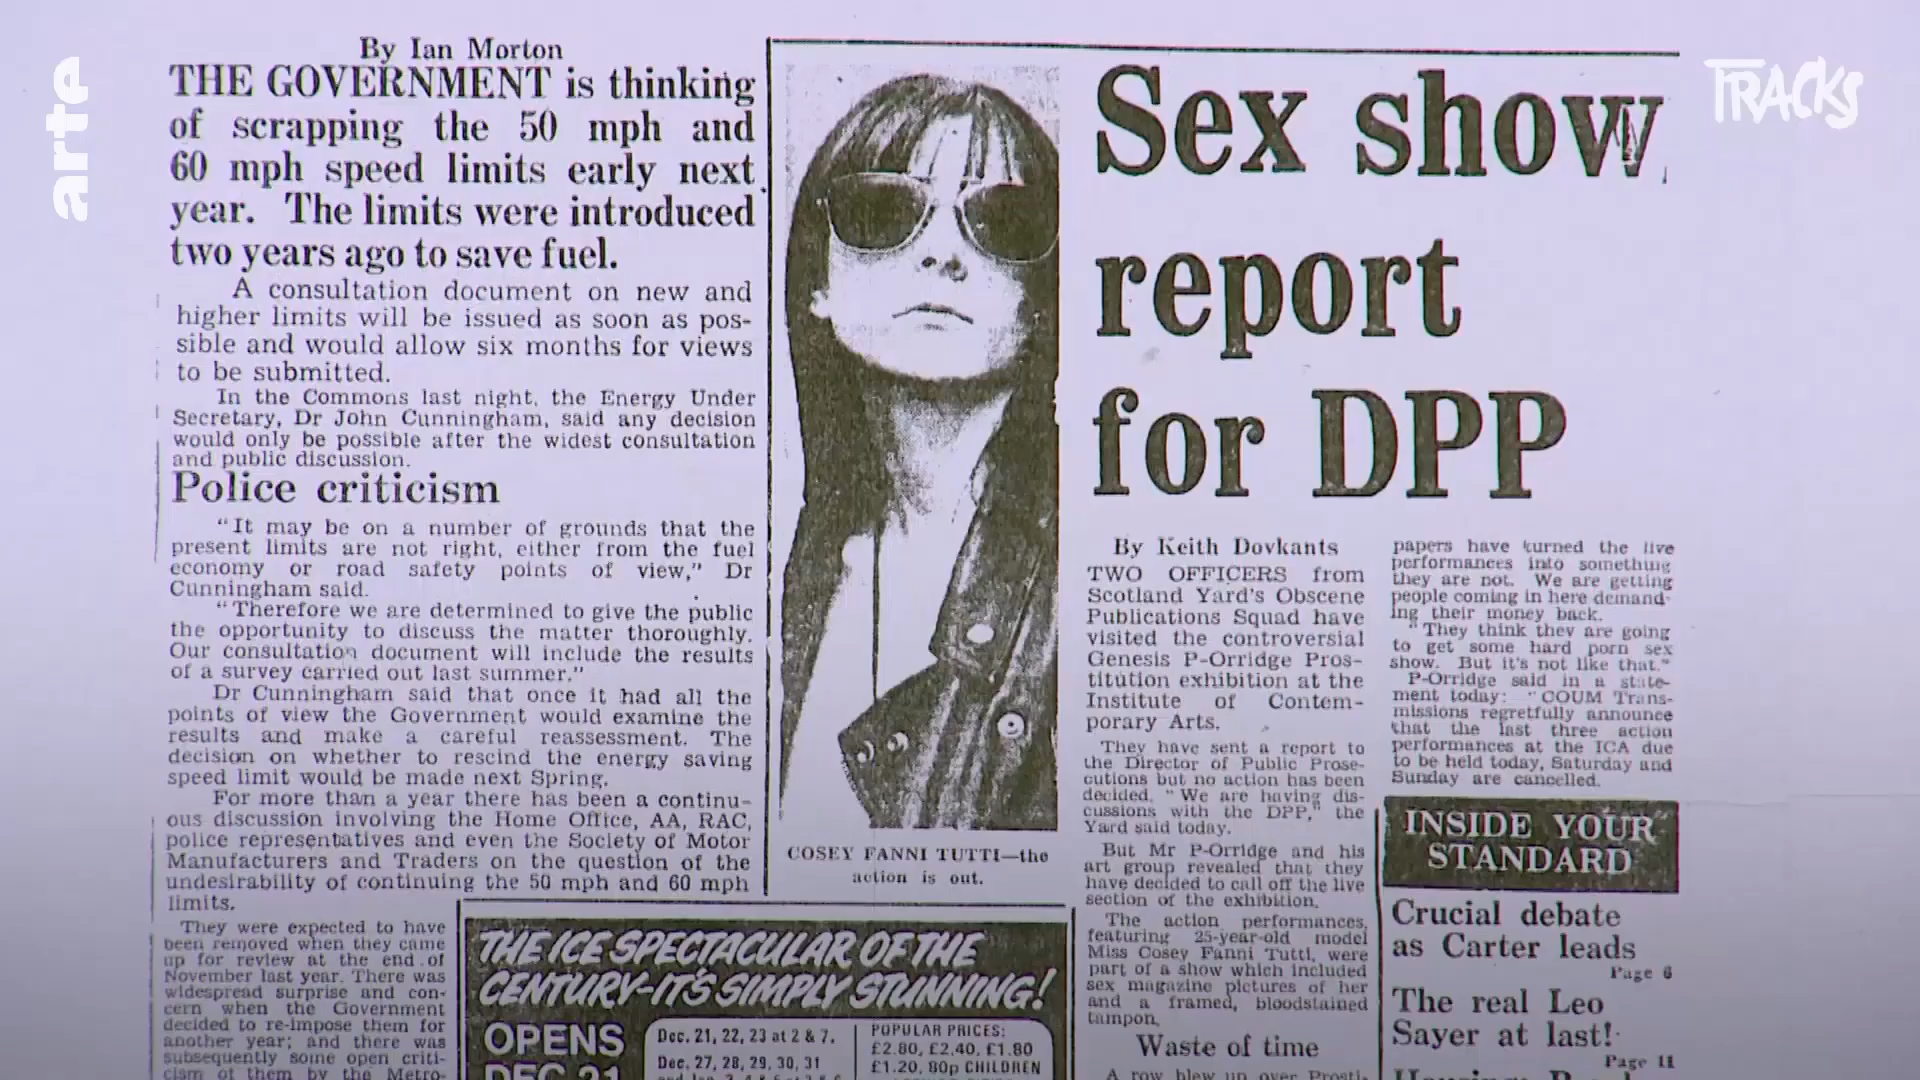 arte
TRACKS
By Ian Morton
THE GOVERNMENT is thinking
of scrapping the 50 mph and
60 mph speed limits early next
year. The limits were introduced
two years ago to save fuel.
A consultation document on new and
higher limits will be issued as soon as pos-
sible and would allow six months for views
to be submitted.
In the Commons last night, the Energy Under
Secretary, Dr John Cunningham, said any decision
would only be possible after the widest consultation
and public discussion.
Police criticism
"It may be on a number of grounds that the
present limits are not right, either from the fuel
economy or road safety points of view," Dr
Cunningham said.
"Therefore we are determined to give the public
the opportunity to discuss the matter thoroughly.
Our consultation document will include the results
of a survey carried out last summer."
Dr Cunningham said that once it had all the
points of view the Government would examine the
results and make a careful reassessment. The
decision on whether to rescind the energy saving
speed limit would be made next Spring.
For more than a year there has been a continu-
ous discussion involving the Home Office, AA, RAC,
police representatives and even the Society of Motor
Manufacturers and Traders on the question of the
undesirability of continuing the 50 mph and 60 mph
limits.
They were expected to have
been removed when they came
up for review at the end of
November last year. There was
widespread surprise and con-
cern when the Government
decided to re-impose them for
another year; and there was
subsequently some open criti-
cism of them by the Metro-
COSEY FANNI TUTTI—the
action is out.
THE ICE SPECTACULAR OF THE
CENTURY-IT'S SIMPLY STUNNING!
OPENS
DEC 21
Dec. 21, 22, 23 at 2 & 7.
Dec. 27, 28, 29, 30, 31
POPULAR PRICES:
£2.80, £2.40, £1.80
£1.20, 80p CHILDREN
Sex show
report
for DPP
By Keith Dovkants
TWO OFFICERS from
Scotland Yard's Obscene
Publications Squad have
visited the controversial
Genesis P-Orridge Pros-
titution exhibition at the
Institute of Contem-
porary Arts.
They have sent a report to
the Director of Public Prose-
cutions but no action has been
decided. "We are having dis-
cussions with the DPP," the
Yard said today.
But Mr P-Orridge and his
art group revealed that they
have decided to call off the live
section of the exhibition.
The action performances,
featuring 25-year-old model
Miss Cosey Fanni Tutti, were
part of a show which included
sex magazine pictures of her
and a framed, bloodstained
tampon.
Waste of time
A row blew up over Prosti-
papers have turned the live
performances into something
they are not. We are getting
people coming in here demand-
ing their money back.
"They think they are going
to get some hard porn sex
show. But it's not like that."
P-Orridge said in a state-
ment today: "COUM Trans-
missions regretfully announce
that the last three action
performances at the ICA due
to be held today, Saturday and
Sunday are cancelled.
INSIDE YOUR
STANDARD
Crucial debate
as Carter leads
Page 6
The real Leo
Sayer at last!
Page 11